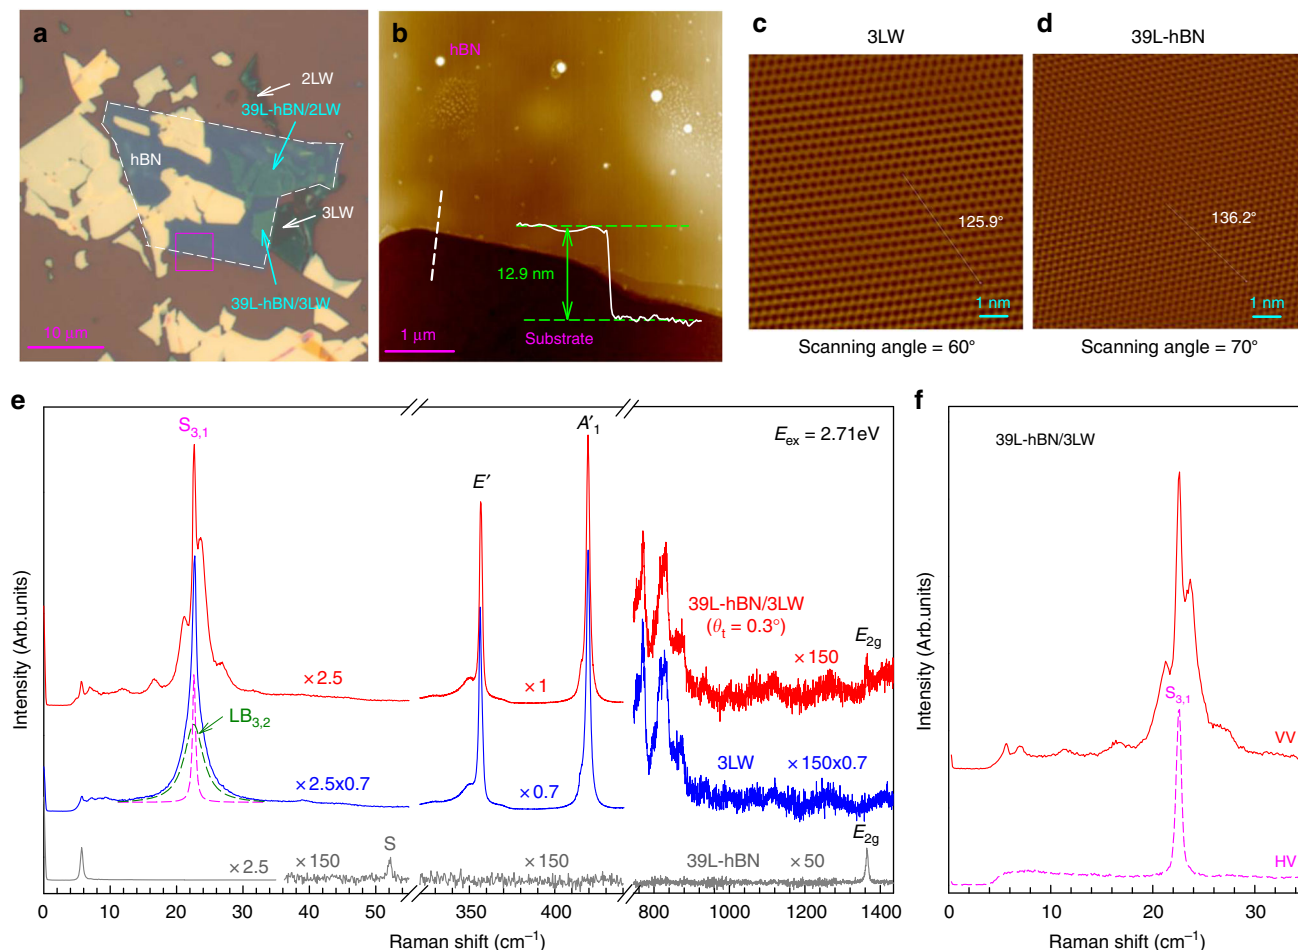 a
2LW
39L-hBN/2LW
hBN
3LW
39L-hBN/3LW
10 μm
b
hBN
12.9 nm
1 μm
Substrate
c
3LW
125.9°
1 nm
Scanning angle = 60°
d
39L-hBN
136.2°
1 nm
Scanning angle = 70°
e
S3,1
A'1
Eex = 2.71eV
E'
39L-hBN/3LW
(θt = 0.3°)
E2g
×2.5
×1
×150
LB3,2
3LW
×150x0.7
×2.5x0.7
×0.7
S
E2g
×2.5
×150
×150
39L-hBN
×50
Intensity (Arb.units)
0 10 20 30 40 50 350 400 800 1000 1200 1400
Raman shift (cm⁻¹)
f
39L-hBN/3LW
S3,1
VV
HV
Intensity (Arb.units)
0 10 20 30
Raman shift (cm⁻¹)